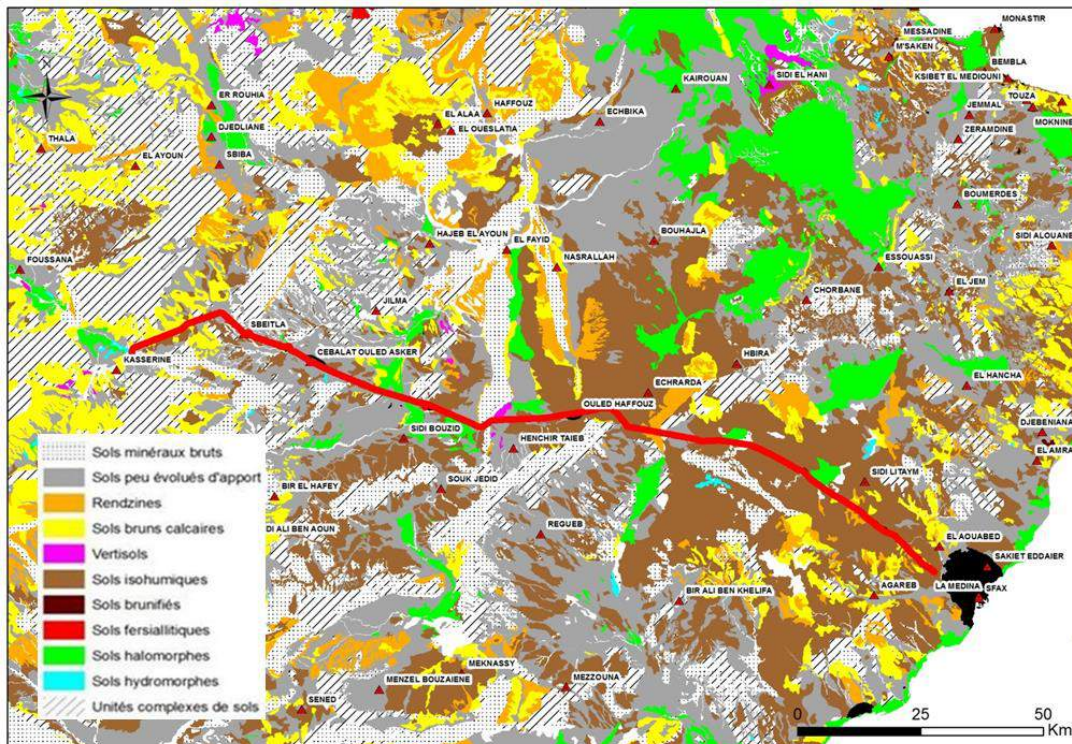 MONASTIR
MESSADINE
M'SAKEN
BEMBLA
SIDI EL HANI
KSIBET EL MEDIOUNI
KAIROUAN
TOUZA
ER ROUHIA
HAFFOUZ
EL ALAA
ECHBIKA
JEMMAL
MOKNINE
DJEDLIANE
EL OUESLATIA
ZERAMDINE
THALA
EL AYOUN
SBIBA
BOUMERDES
HAJEB EL AYOUN
EL FAYID
BOUHAJLA
SIDI ALOUANE
FOUSSANA
NASRALLAH
ESSOUASSI
EL JEM
CHORBANE
JILMA
SBEITLA
KASSERINE
CEBALAT OULED ASKER
HBIRA
ECHRARDA
EL HANCHA
OULED HAFFOUZ
SIDI BOUZID
HENCHIR TAIEB
DJEBENIANA
EL AMRA
SIDI LITAYM
BIR EL HAFEY
SOUK JEDID
DI ALI BEN AOUN
REGUEB
EL AOUABED
SAKIET EDDAIER
AGAREB
LA MEDINA
SFAX
BIR ALI BEN KHELIFA
MEKNASSY
MENZEL BOUZAIENE
MEZZOUNA
SENED
Sols minéraux bruts
Sols peu évolués d'apport
Rendzines
Sols bruns calcaires
Vertisols
Sols isohumiques
Sols brunifiés
Sols fersiallitiques
Sols halomorphes
Sols hydromorphes
Unités complexes de sols
0 25 50
Km